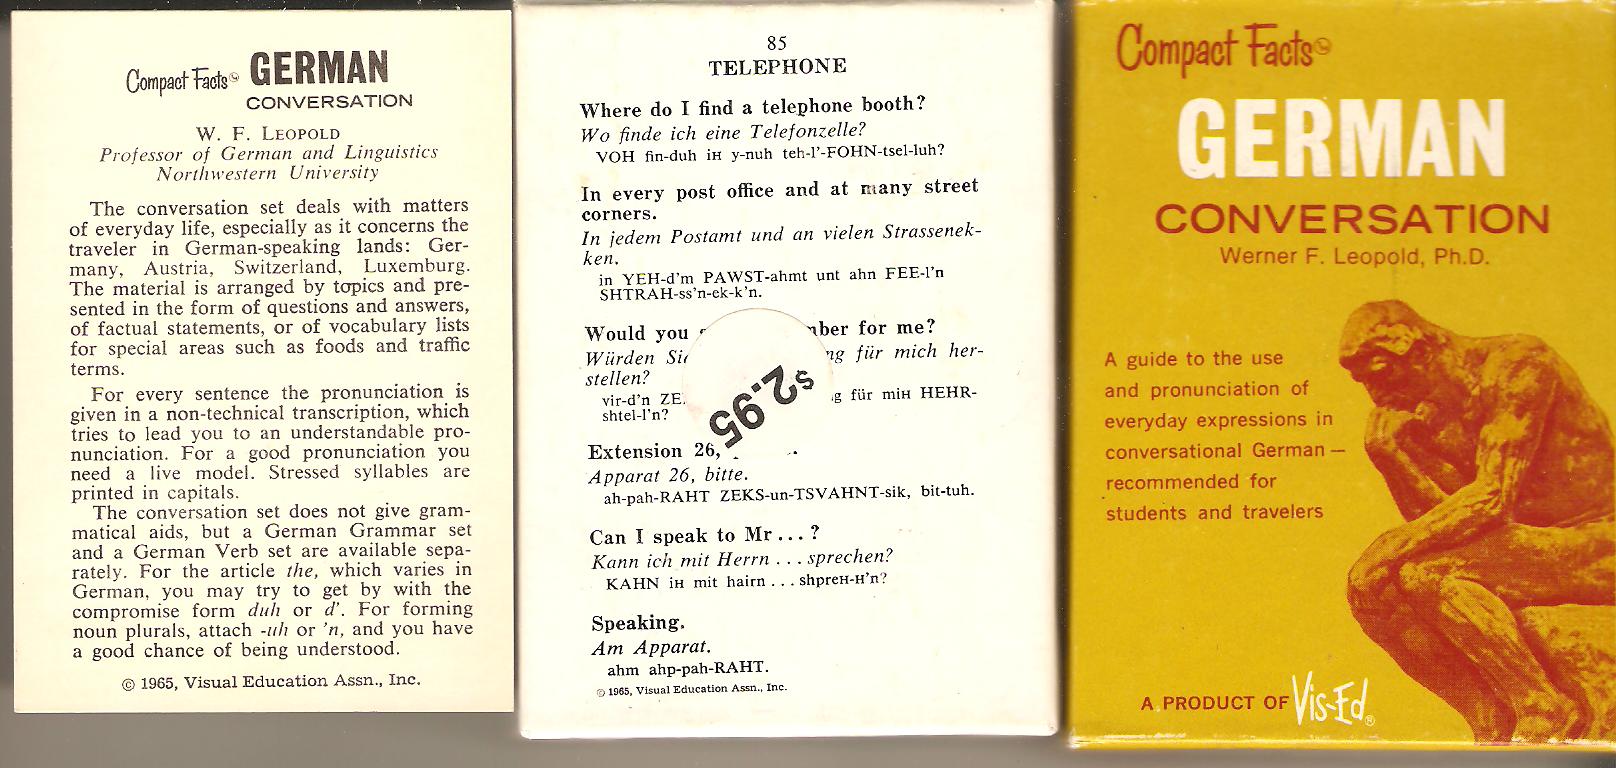 Compact Facts GERMAN
CONVERSATION
W. F. LEOPOLD
Professor of German and Linguistics
Northwestern University
The conversation set deals with matters
of everyday life, especially as it concerns the
traveler in German-speaking lands: Ger-
many, Austria, Switzerland, Luxemburg.
The material is arranged by topics and pre-
sented in the form of questions and answers,
of factual statements, or of vocabulary lists
for special areas such as foods and traffic
terms.
For every sentence the pronunciation is
given in a non-technical transcription, which
tries to lead you to an understandable pro-
nunciation. For a good pronunciation you
need a live model. Stressed syllables are
printed in capitals.
The conversation set does not give gram-
matical aids, but a German Grammar set
and a German Verb set are available sepa-
rately. For the article the, which varies in
German, you may try to get by with the
compromise form duh or d'. For forming
noun plurals, attach -uh or 'n, and you have
a good chance of being understood.
© 1965, Visual Education Assn., Inc.
85
TELEPHONE
Where do I find a telephone booth?
Wo finde ich eine Telefonzelle?
VOH fin-duh iH y-nuh teh-l'-FOHN-tsel-luh?
In every post office and at many street
corners.
In jedem Postamt und an vielen Strassenek-
ken.
in YEH-d'm PAWST-ahmt unt ahn FEE-l'n
SHTRAH-ss'n-ek-k'n.
Would you for me?
Würden für mich her-
stellen?
vir-d'n für miH HEHR-
shtel-l'n?
$2.95
Extension 26,
Apparat 26, bitte.
ah-pah-RAHT ZEKS-un-TSVAHNT-sik, bit-tuh.
Can I speak to Mr...?
Kann ich mit Herrn ... sprechen?
KAHN iH mit hairn ... shpreH-H'n?
Speaking.
Am Apparat.
ahm ahp-pah-RAHT.
© 1965, Visual Education Assn., Inc.
Compact Facts
GERMAN
CONVERSATION
Werner F. Leopold, Ph.D.
A guide to the use
and pronunciation of
everyday expressions in
conversational German —
recommended for
students and travelers
A PRODUCT OF Vis-Ed®